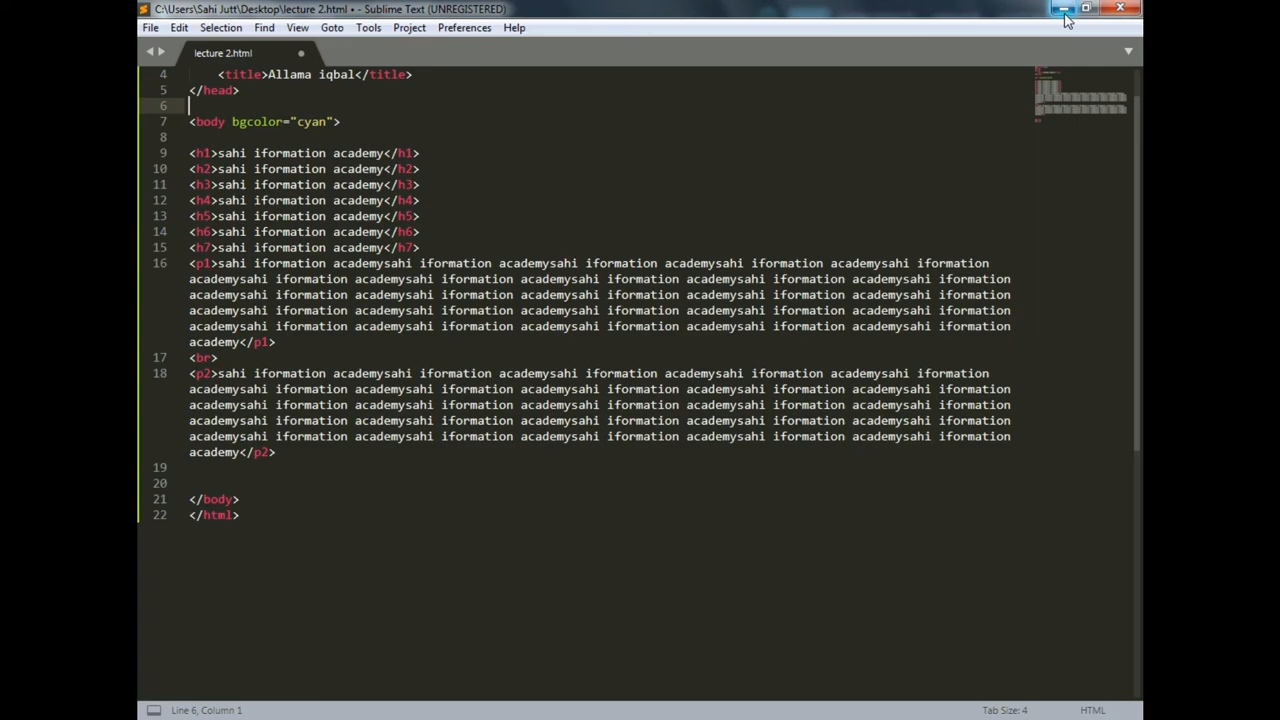 C:\Users\Sahi Jutt\Desktop\lecture 2.html • - Sublime Text (UNREGISTERED)
File Edit Selection Find View Goto Tools Project Preferences Help
lecture 2.html
4 <title>Allama iqbal</title>
5 </head>
6
7 <body bgcolor="cyan">
8
9 <h1>sahi iformation academy</h1>
10 <h2>sahi iformation academy</h2>
11 <h3>sahi iformation academy</h3>
12 <h4>sahi iformation academy</h4>
13 <h5>sahi iformation academy</h5>
14 <h6>sahi iformation academy</h6>
15 <h7>sahi iformation academy</h7>
16 <p1>sahi iformation academysahi iformation academysahi iformation academysahi iformation academysahi iformation
academysahi iformation academysahi iformation academysahi iformation academysahi iformation academysahi iformation
academysahi iformation academysahi iformation academysahi iformation academysahi iformation academysahi iformation
academysahi iformation academysahi iformation academysahi iformation academysahi iformation academysahi iformation
academysahi iformation academysahi iformation academysahi iformation academysahi iformation academysahi iformation
academy</p1>
17 <br>
18 <p2>sahi iformation academysahi iformation academysahi iformation academysahi iformation academysahi iformation
academysahi iformation academysahi iformation academysahi iformation academysahi iformation academysahi iformation
academysahi iformation academysahi iformation academysahi iformation academysahi iformation academysahi iformation
academysahi iformation academysahi iformation academysahi iformation academysahi iformation academysahi iformation
academysahi iformation academysahi iformation academysahi iformation academysahi iformation academysahi iformation
academy</p2>
19
20
21 </body>
22 </html>
Line 6, Column 1 Tab Size: 4 HTML